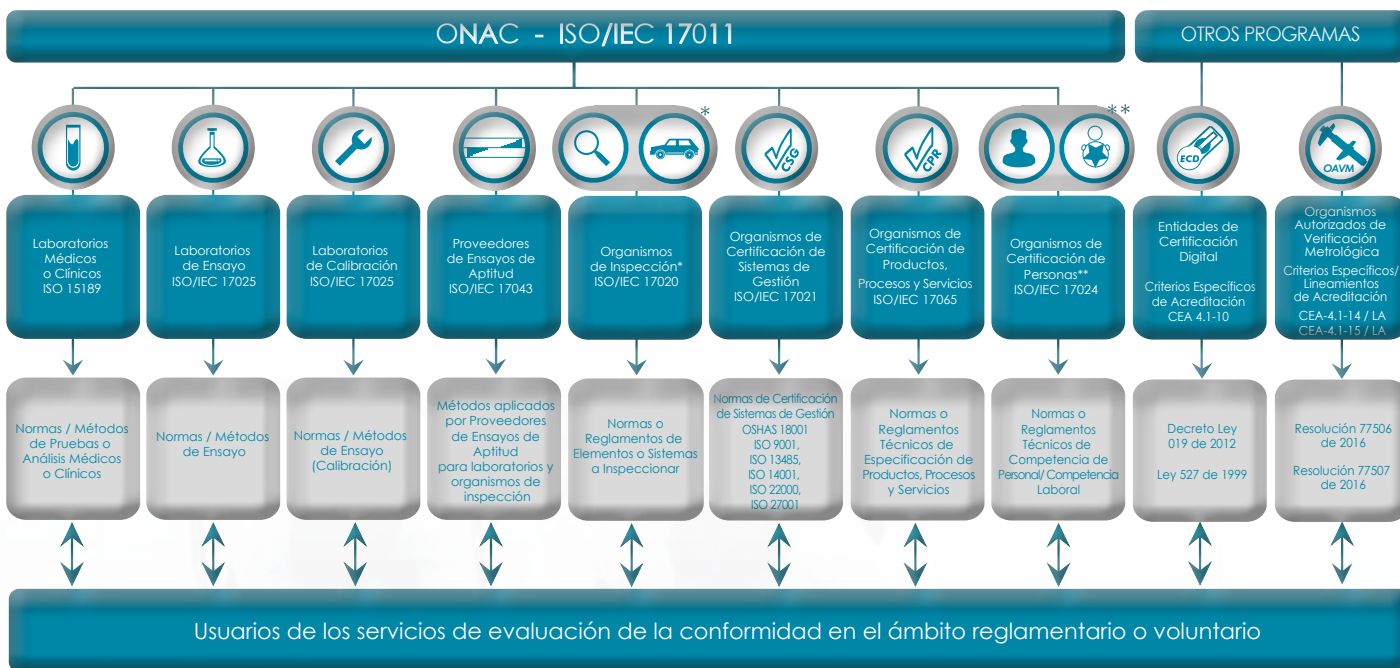 ONAC - ISO/IEC 17011
OTROS PROGRAMAS
*
CSG
CPR
**
ECD
OAVM
Laboratorios
Médicos
o Clínicos
ISO 15189
Laboratorios
de Ensayo
ISO/IEC 17025
Laboratorios
de Calibración
ISO/IEC 17025
Proveedores
de Ensayos de
Aptitud
ISO/IEC 17043
Organismos
de Inspección*
ISO/IEC 17020
Organismos de
Certificación de
Sistemas de
Gestión
ISO/IEC 17021
Organismos de
Certificación de
Productos,
Procesos y Servicios
ISO/IEC 17065
Organismos de
Certificación de
Personas**
ISO/IEC 17024
Entidades de
Certificación
Digital
Criterios Específicos
de Acreditación
CEA 4.1-10
Organismos
Autorizados de
Verificación
Metrológica
Criterios Específicos/
Lineamientos
de Acreditación
CEA-4.1-14 / LA
CEA-4.1-15 / LA
Normas / Métodos
de Pruebas o
Análisis Médicos
o Clínicos
Normas / Métodos
de Ensayo
Normas / Métodos
de Ensayo
(Calibración)
Métodos aplicados
por Proveedores
de Ensayos de
Aptitud
para laboratorios y
organismos de
inspección
Normas o
Reglamentos de
Elementos o Sistemas
a Inspeccionar
Normas de Certificación
de Sistemas de Gestión
OSHAS 18001
ISO 9001,
ISO 13485,
ISO 14001,
ISO 22000,
ISO 27001
Normas o
Reglamentos
Técnicos de
Especificación de
Productos, Procesos
y Servicios
Normas o
Reglamentos
Técnicos de
Competencia de
Personal/ Competencia
Laboral
Decreto Ley
019 de 2012
Ley 527 de 1999
Resolución 77506
de 2016
Resolución 77507
de 2016
Usuarios de los servicios de evaluación de la conformidad en el ámbito reglamentario o voluntario